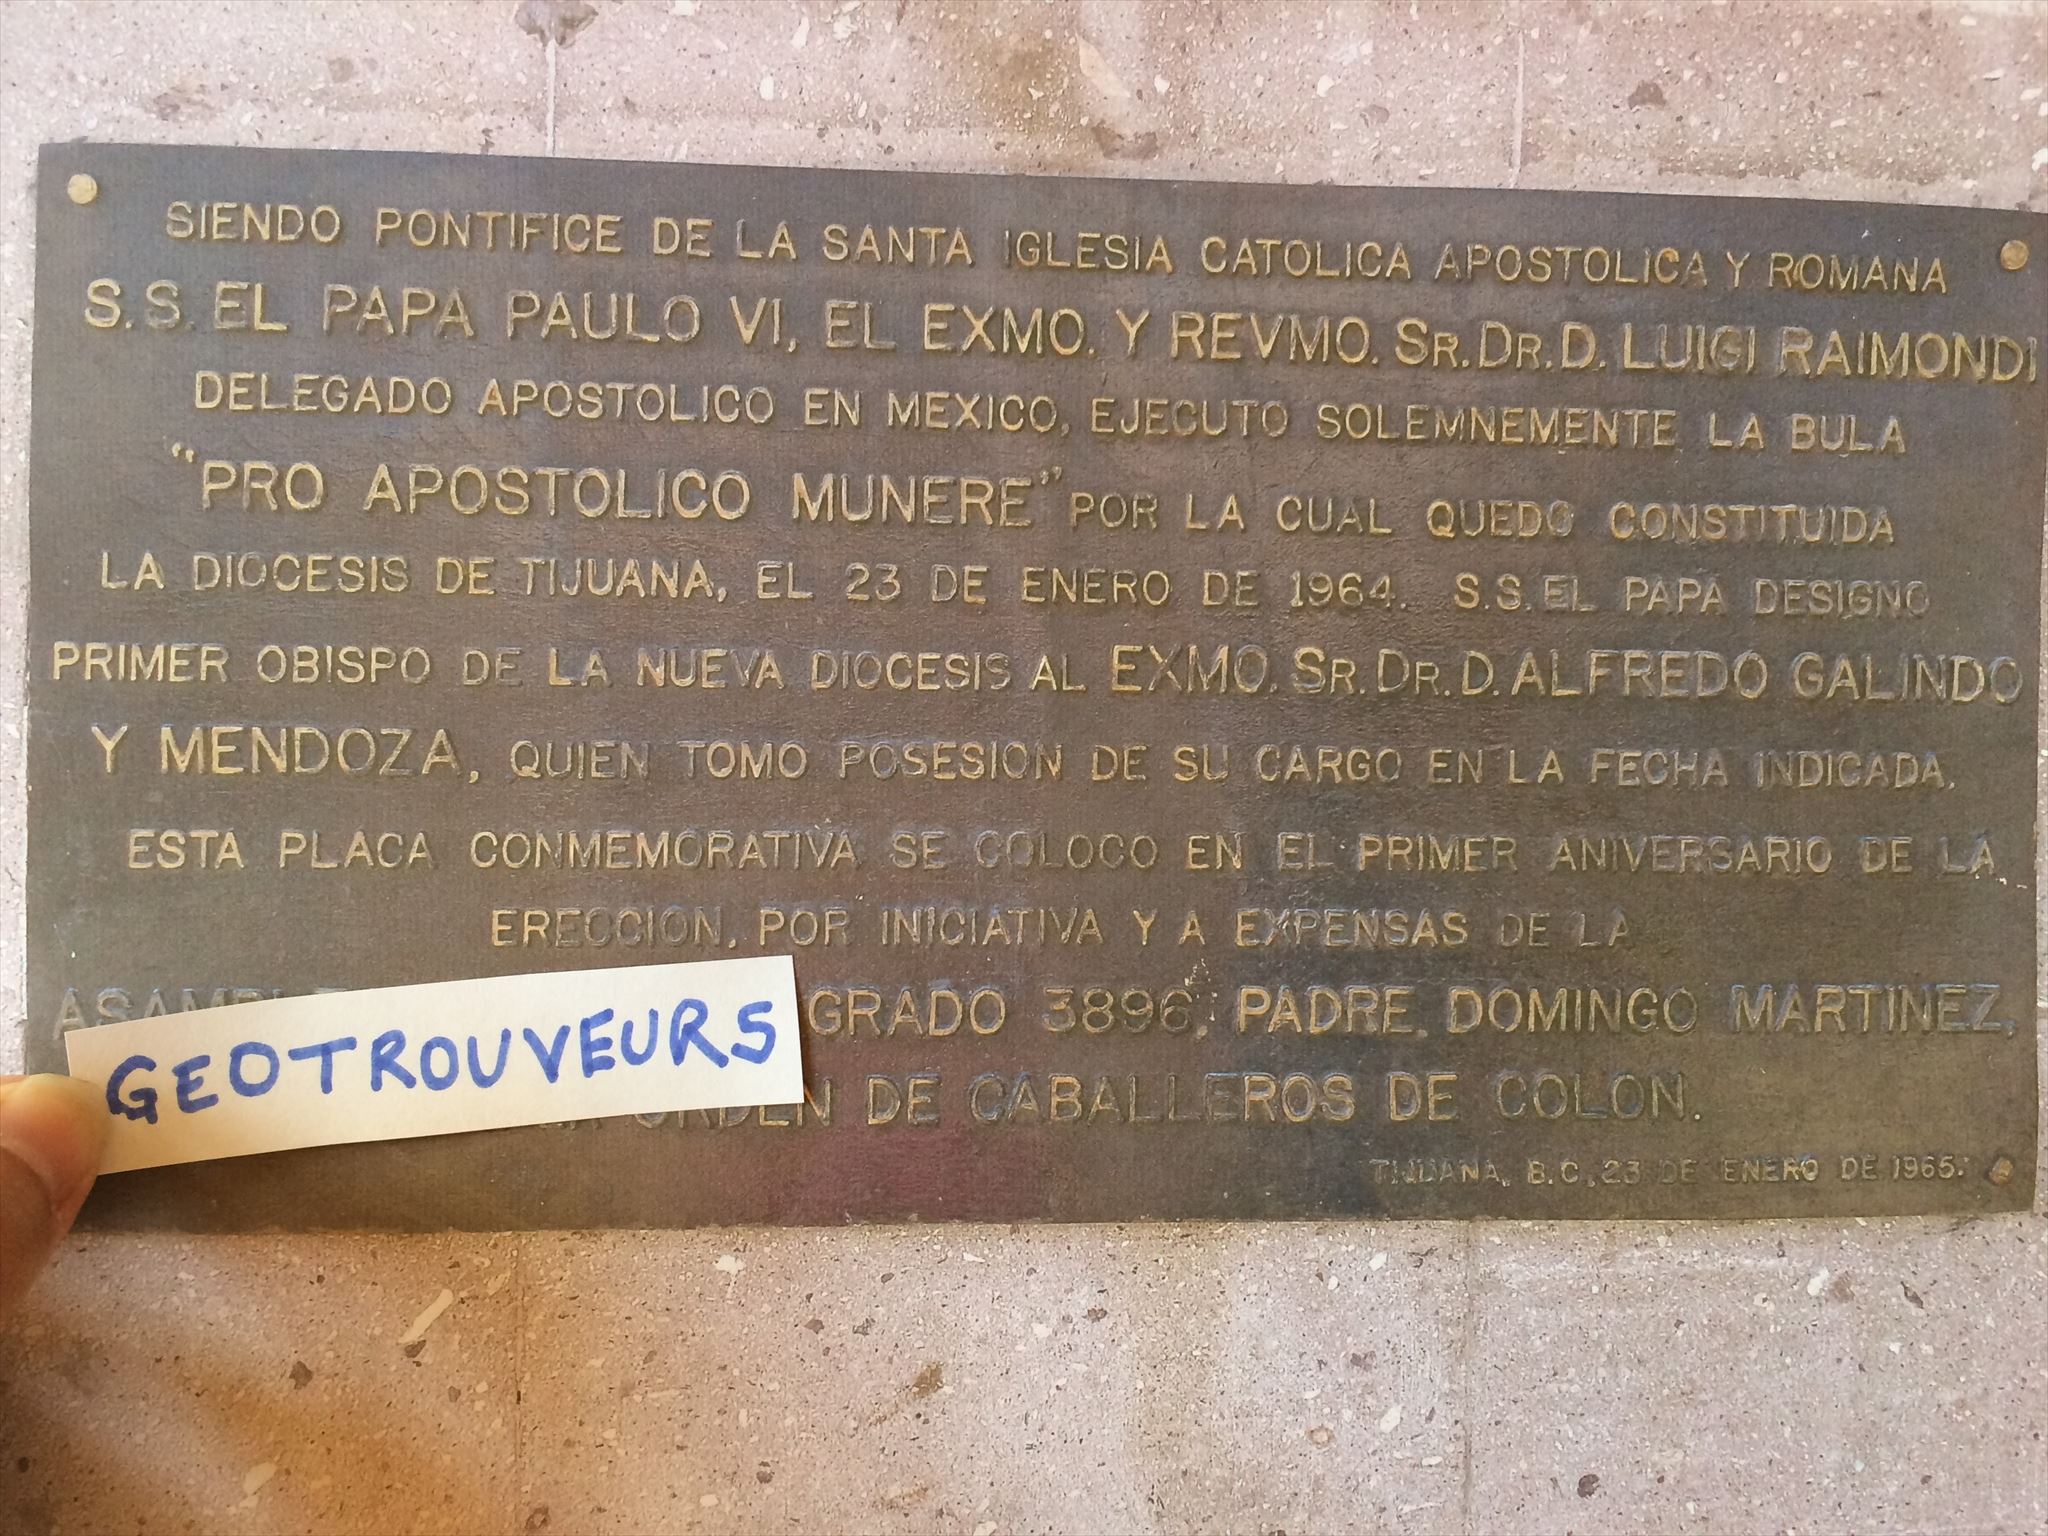 SIENDO PONTIFICE DE LA SANTA IGLESIA CATOLICA APOSTOLICA Y ROMANA
S.S. EL PAPA PAULO VI, EL EXMO. Y REVMO. SR. DR. D. LUIGI RAIMONDI
DELEGADO APOSTOLICO EN MEXICO, EJECUTO SOLEMNEMENTE LA BULA
"PRO APOSTOLICO MUNERE" POR LA CUAL QUEDO CONSTITUIDA
LA DIOCESIS DE TIJUANA, EL 23 DE ENERO DE 1964. S.S. EL PAPA DESIGNO
PRIMER OBISPO DE LA NUEVA DIOCESIS AL EXMO. SR. DR. D. ALFREDO GALINDO
Y MENDOZA, QUIEN TOMO POSESION DE SU CARGO EN LA FECHA INDICADA.
ESTA PLACA CONMEMORATIVA SE COLOCO EN EL PRIMER ANIVERSARIO DE LA
ERECCION, POR INICIATIVA Y A EXPENSAS DE LA
GRADO 3896, PADRE DOMINGO MARTINEZ,
ORDEN DE CABALLEROS DE COLON.
TIJUANA, B.C., 23 DE ENERO DE 1965.
GEOTROUVEURS